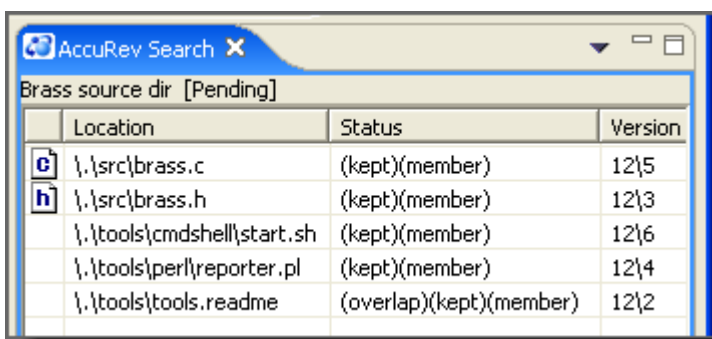 AccuRev Search
Brass source dir [Pending]
Location Status Version
c \.\src\brass.c (kept)(member) 12\5
h \.\src\brass.h (kept)(member) 12\3
\.\tools\cmdshell\start.sh (kept)(member) 12\6
\.\tools\perl\reporter.pl (kept)(member) 12\4
\.\tools\tools.readme (overlap)(kept)(member) 12\2